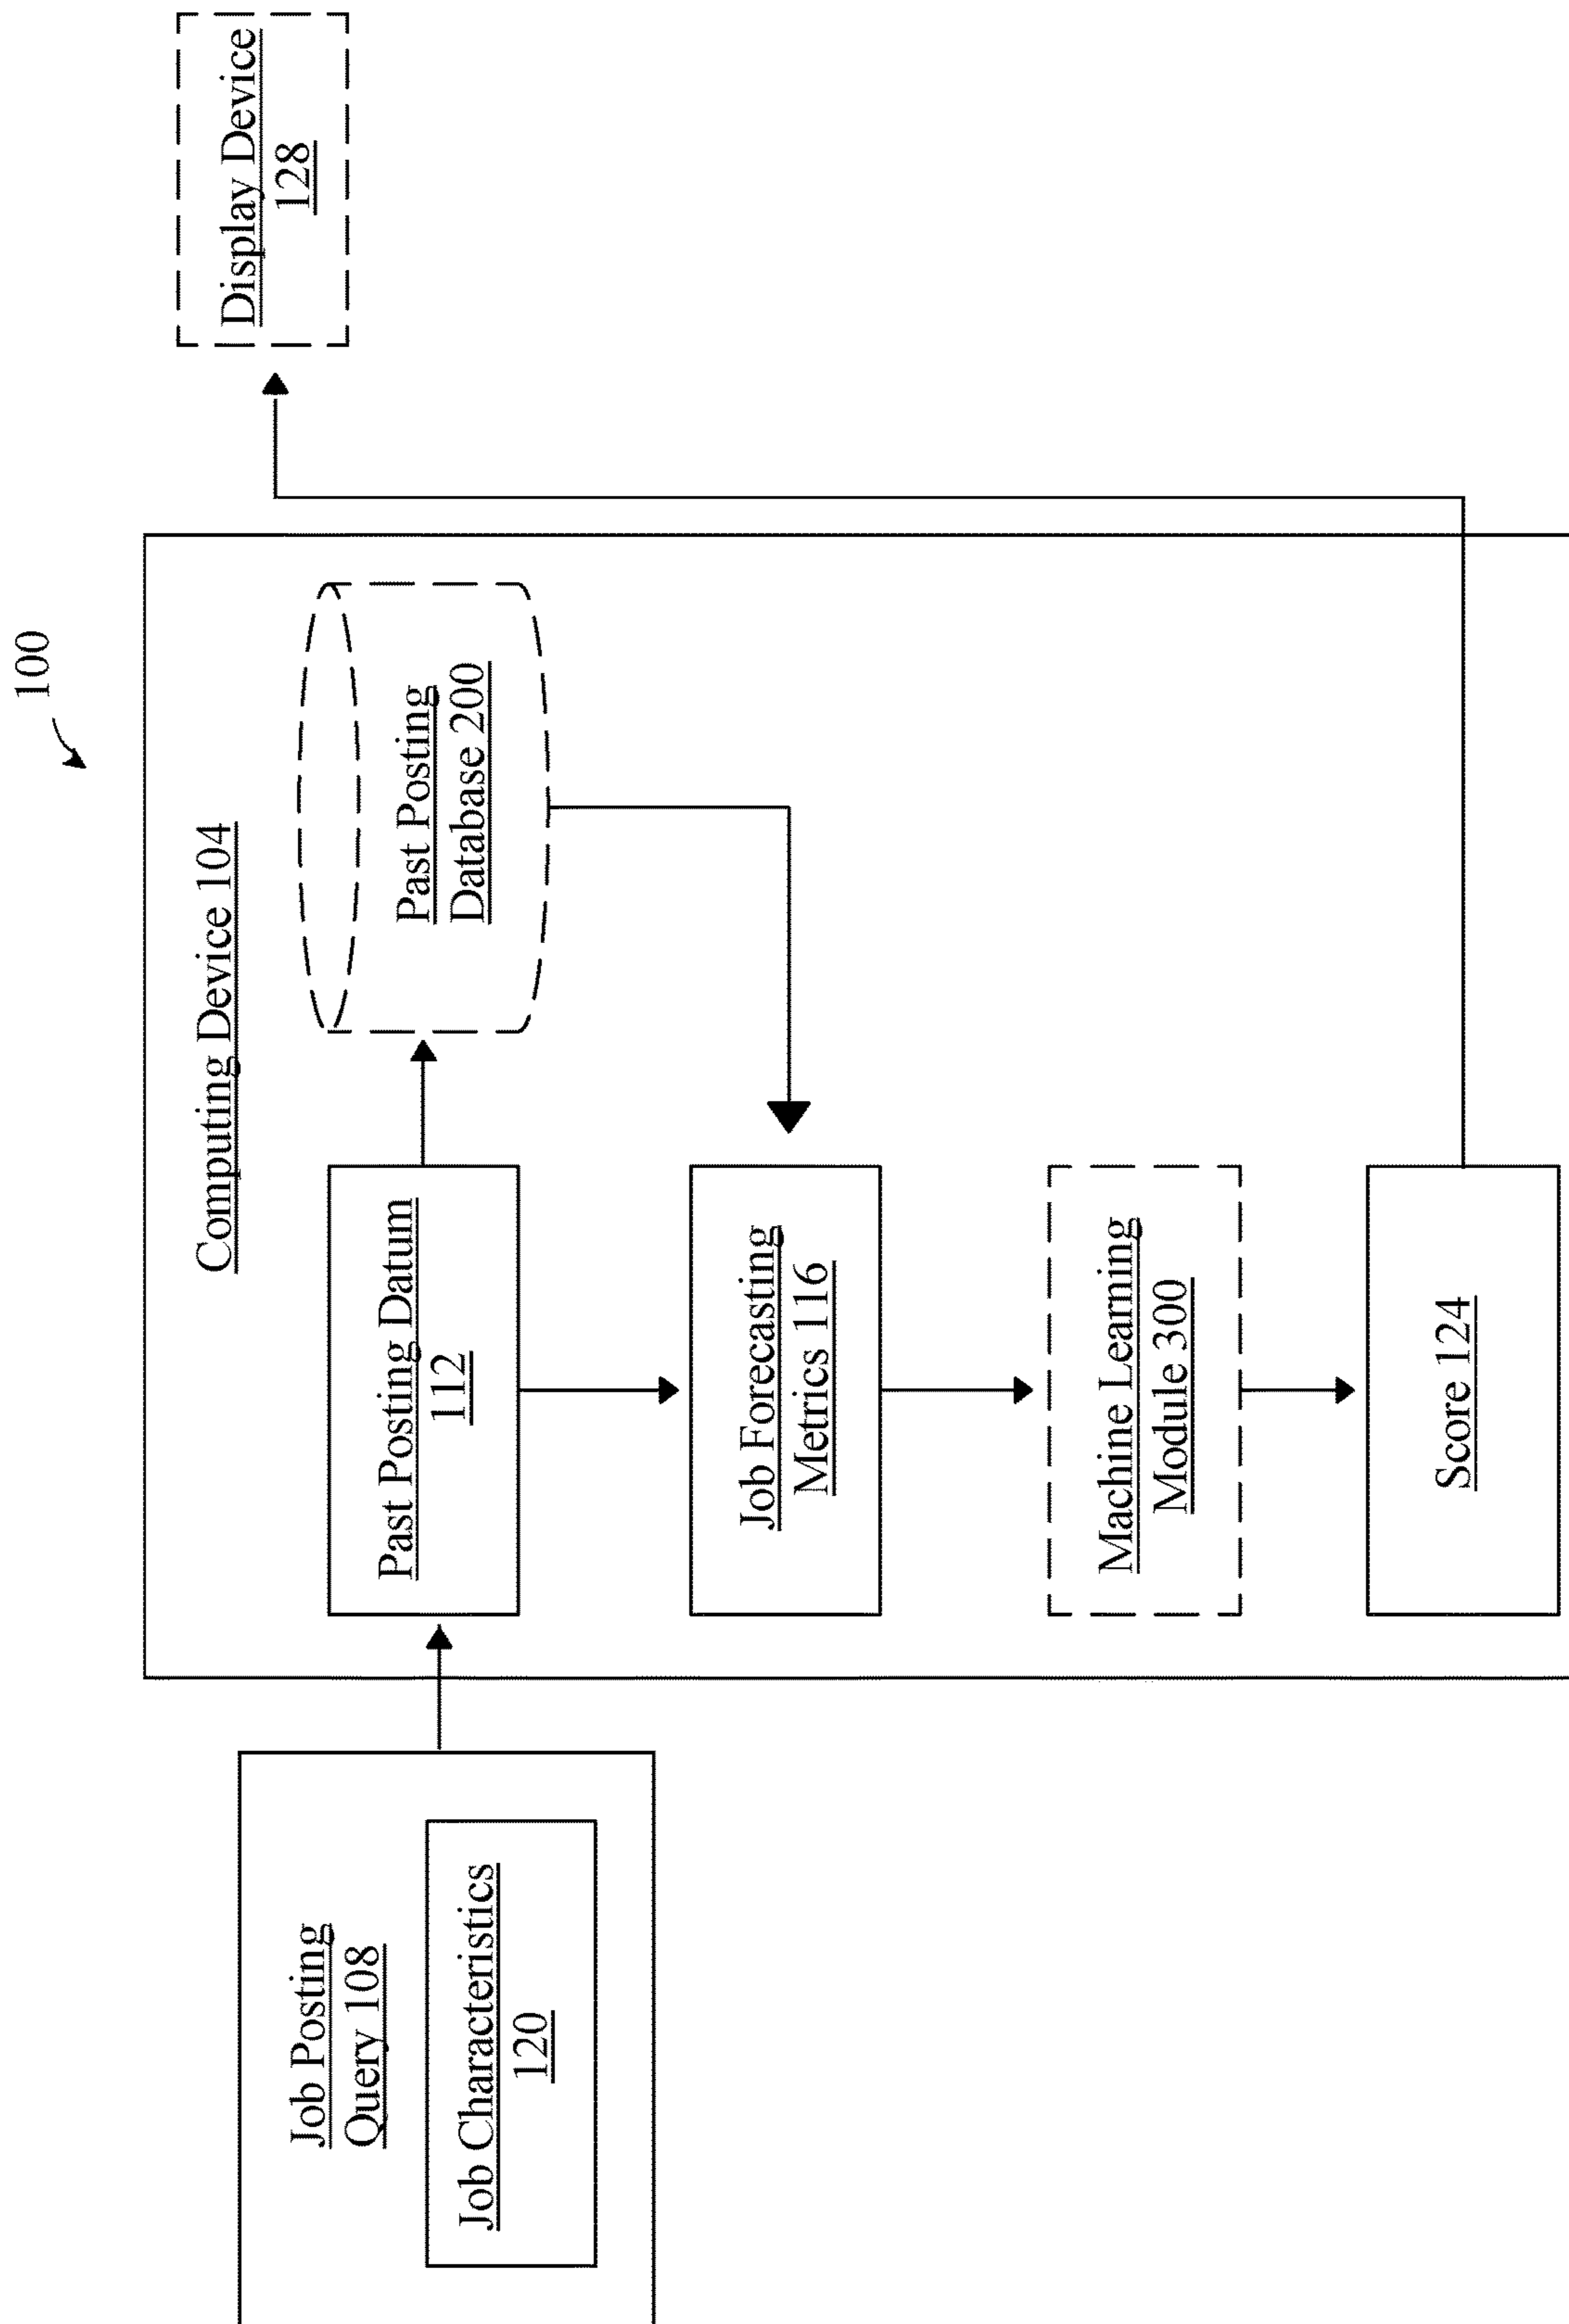 100
Job Posting
Query 108
Job Characteristics
120
Computing Device 104
Past Posting Datum
112
Past Posting
Database 200
Job Forecasting
Metrics 116
Machine Learning
Module 300
Score 124
Display Device
128